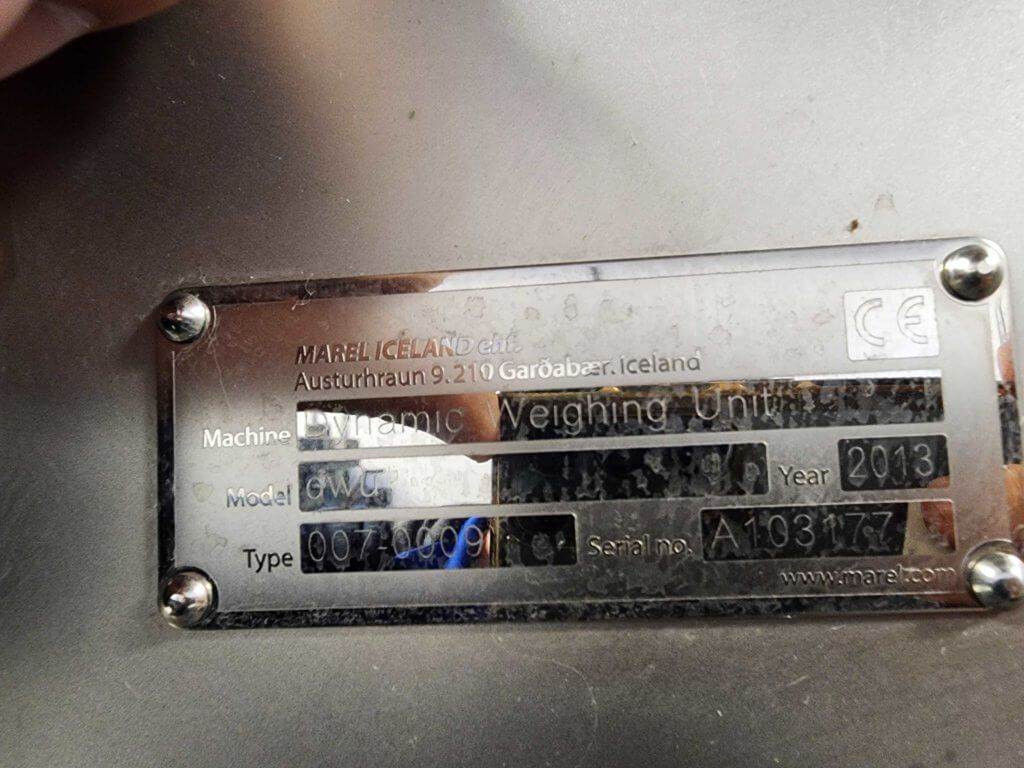 CE
MAREL ICELAND ehf.
Austurhraun 9. 210 Garðabær. Iceland
Machine Dynamic Weighing Unit
Model dwu Year 2013
Type 007-0009 Serial no. A103177
www.marel.com